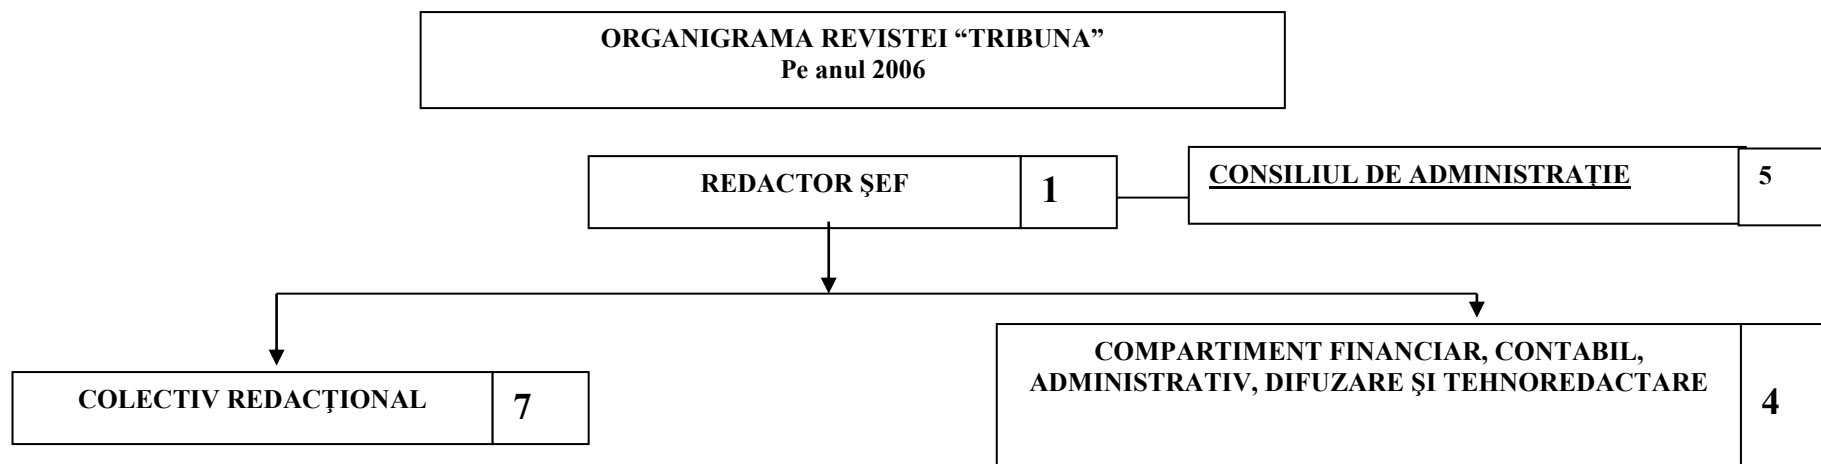 ORGANIGRAMA REVISTEI “TRIBUNA”
Pe anul 2006
REDACTOR ŞEF
1
CONSILIUL DE ADMINISTRAȚIE
5
COLECTIV REDACŢIONAL
7
COMPARTIMENT FINANCIAR, CONTABIL,
ADMINISTRATIV, DIFUZARE ŞI TEHNOREDACTARE
4